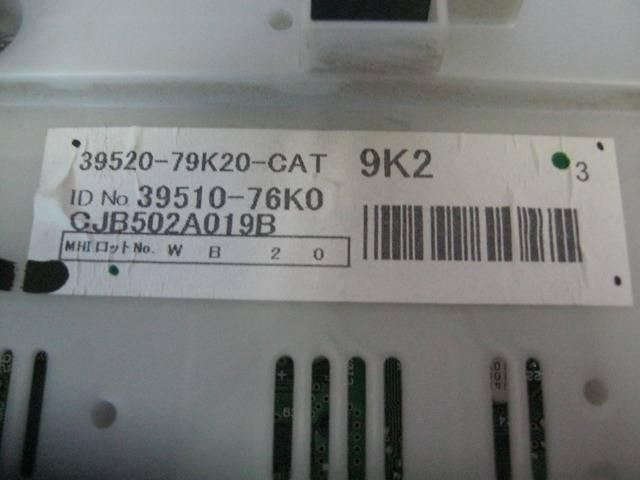 39520-79K20-CAT 9K2
3
ID No 39510-76K0
CJB502A019B
MHIロットNo. W B 2 0